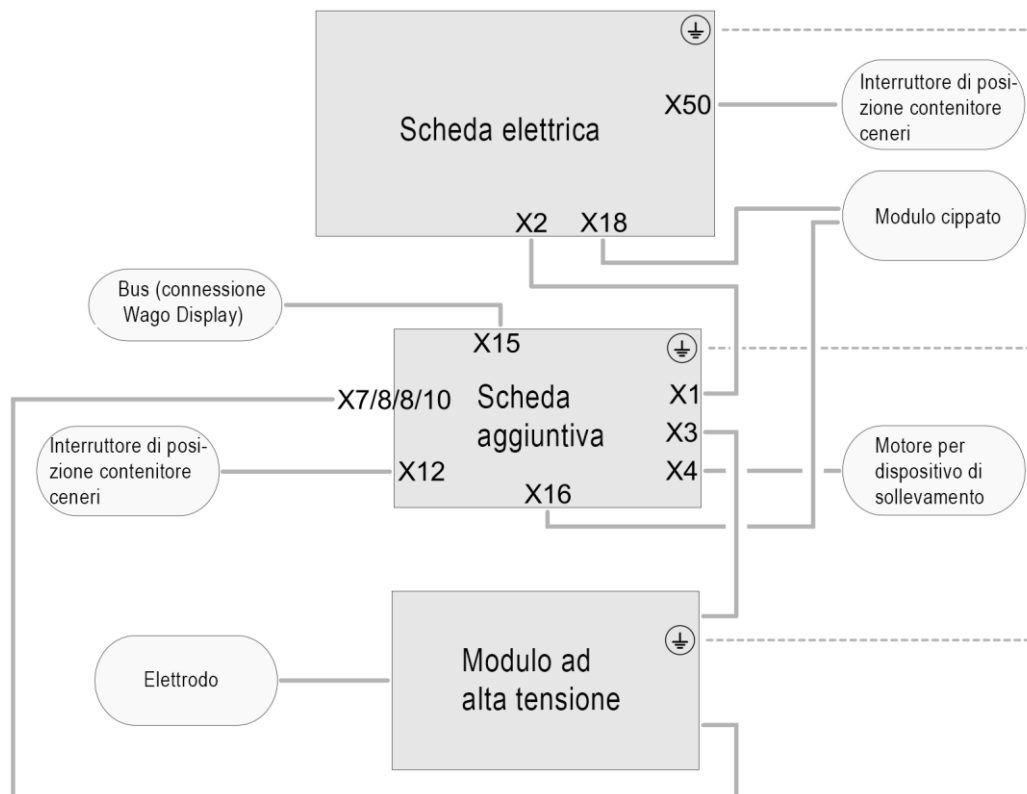 Scheda elettrica
X50
X2 X18
Interruttore di posi-
zione contenitore
ceneri
Modulo cippato
Bus (connessione
Wago Display)
X15
X7/8/8/10
Scheda
aggiuntiva
X1
X3
X4
X12
X16
Interruttore di posi-
zione contenitore
ceneri
Motore per
dispositivo di
sollevamento
Elettrodo
Modulo ad
alta tensione